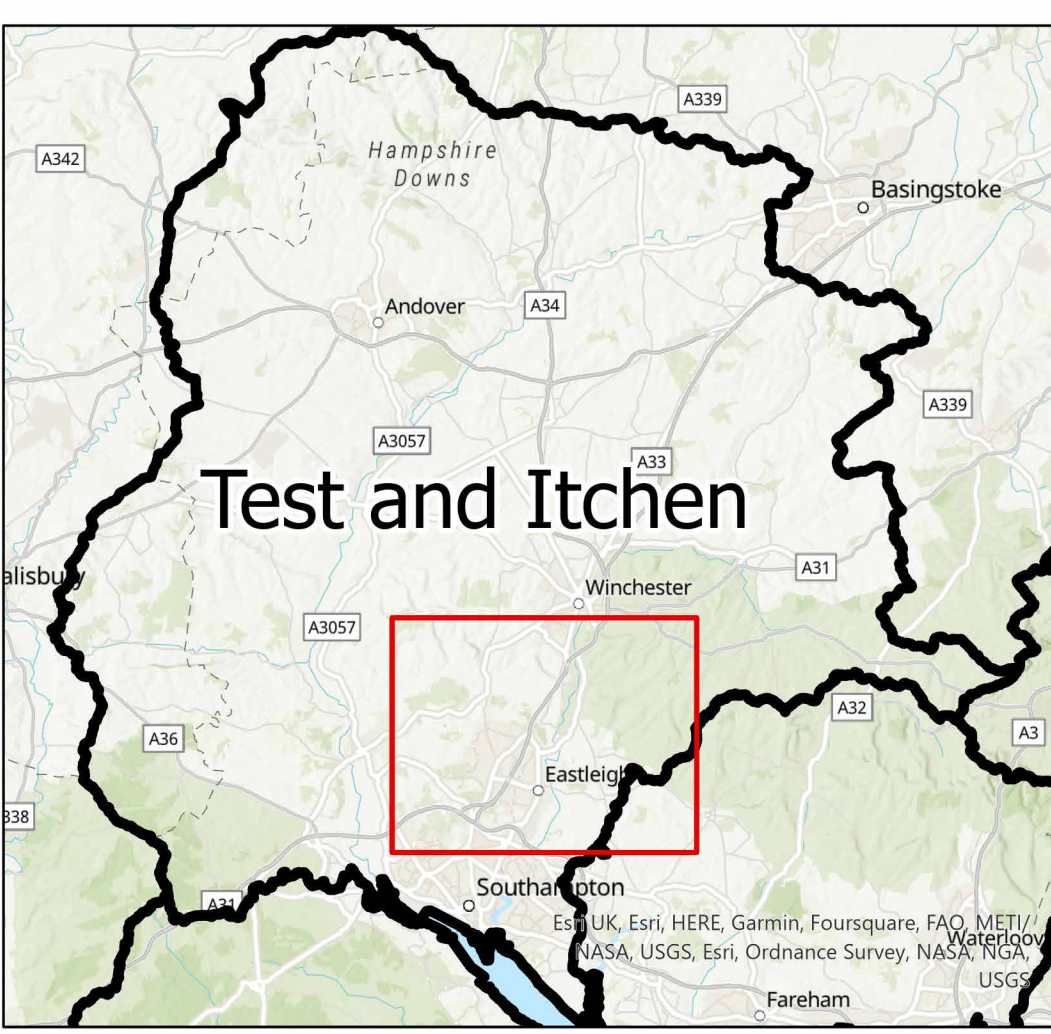 A339
A342
Hampshire
Downs
Basingstoke
Andover
A34
A339
A3057
A33
Test and Itchen
A31
alisbury
Winchester
A3057
A32
A36
A3
Eastleigh
338
Southampton
A31
Esri UK, Esri, HERE, Garmin, Foursquare, FAO, METI/
NASA, USGS, Esri, Ordnance Survey, NASA, NGA,
USGS
Waterloov
Fareham